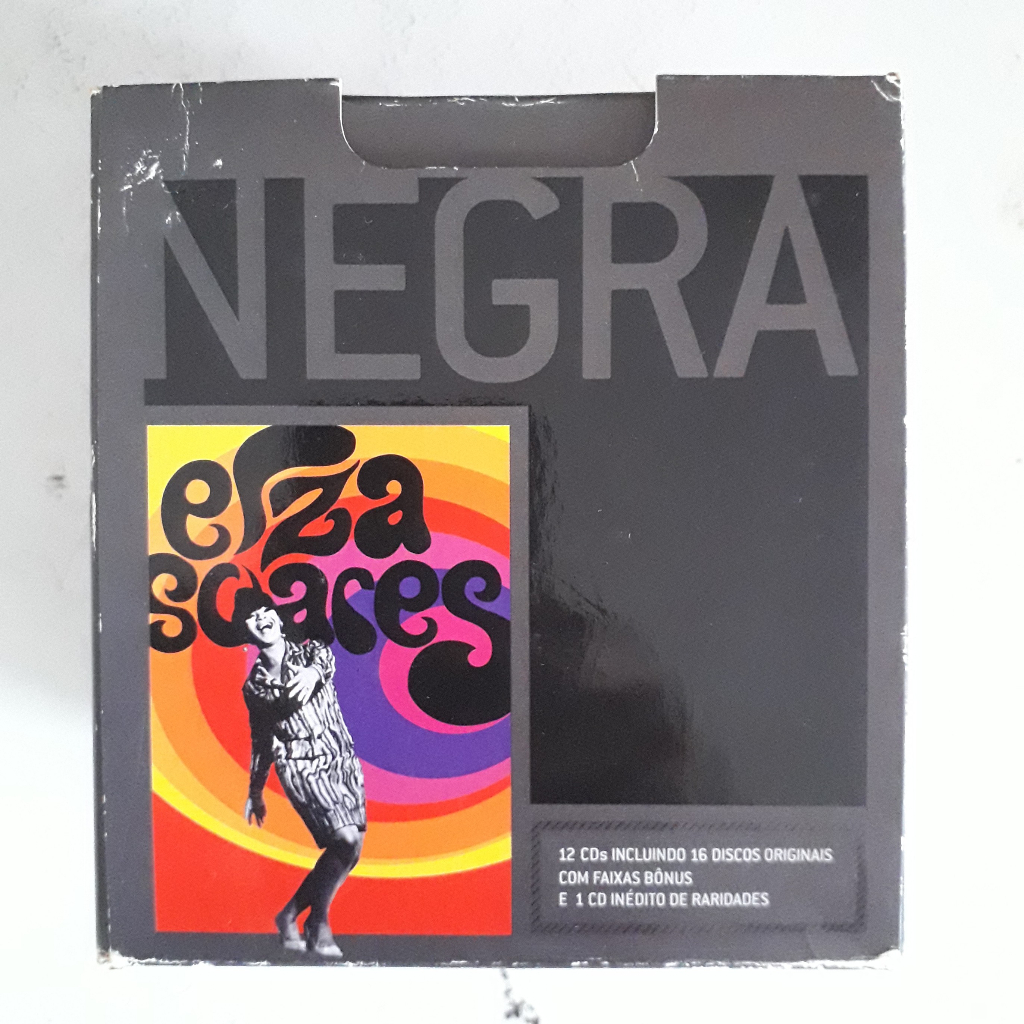 NEGRA
elza
soares
12 CDs INCLUINDO 16 DISCOS ORIGINAIS
COM FAIXAS BÔNUS
E 1 CD INÉDITO DE RARIDADES